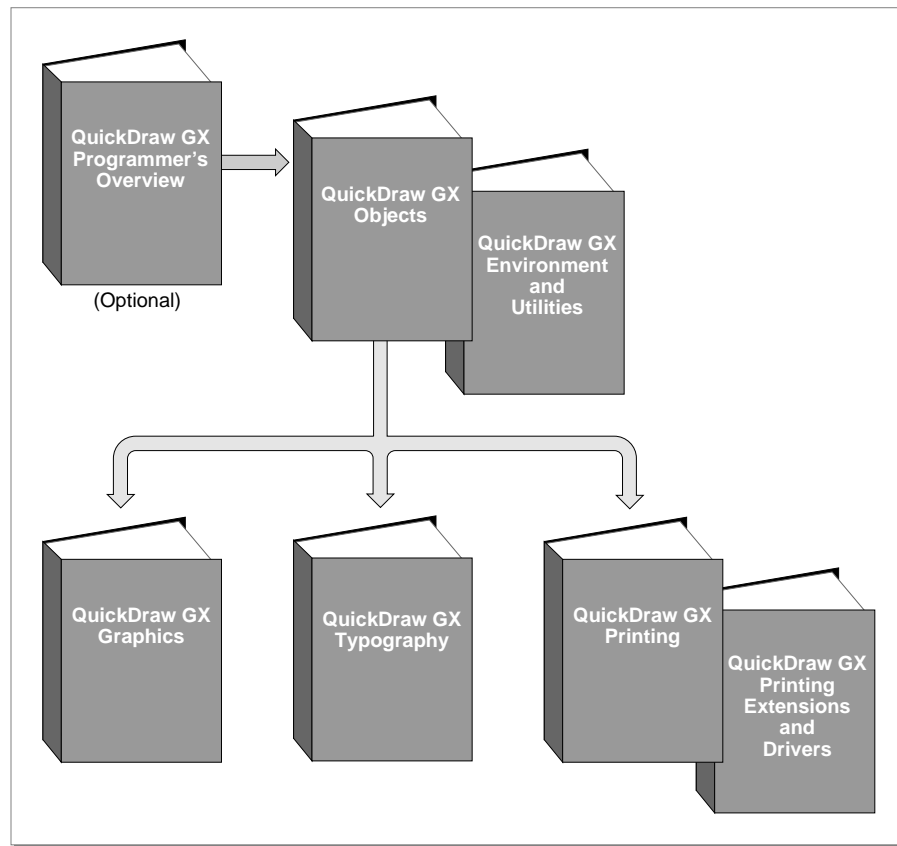 QuickDraw GX
Programmer’s
Overview
(Optional)
QuickDraw GX
Objects
QuickDraw GX
Environment
and
Utilities
QuickDraw GX
Graphics
QuickDraw GX
Typography
QuickDraw GX
Printing
QuickDraw GX
Printing
Extensions
and
Drivers